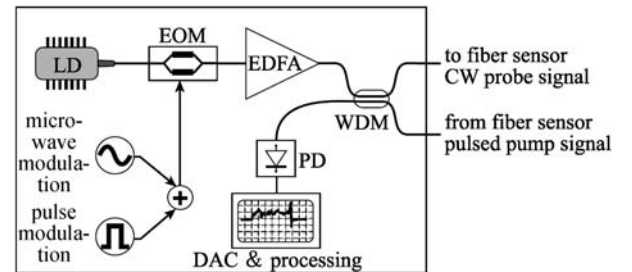 LD
EOM
EDFA
WDM
to fiber sensor
CW probe signal
from fiber sensor
pulsed pump signal
micro-
wave
modula-
tion
pulse
modula-
tion
+
PD
DAC & processing